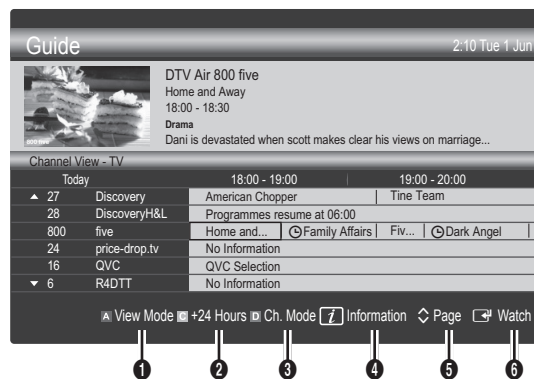 Guide
2:10 Tue 1 Jun
DTV Air 800 five
Home and Away
18:00 - 18:30
Drama
Dani is devastated when scott makes clear his views on marriage...
800 five
Channel View - TV
Today 18:00 - 19:00 19:00 - 20:00
▲ 27 Discovery American Chopper Tine Team
28 DiscoveryH&L Programmes resume at 06:00
800 five Home and... Family Affairs Fiv... Dark Angel
24 price-drop.tv No Information
16 QVC QVC Selection
▼ 6 R4DTT No Information
A View Mode C +24 Hours D Ch. Mode i Information Page Watch
1 2 3 4 5 6